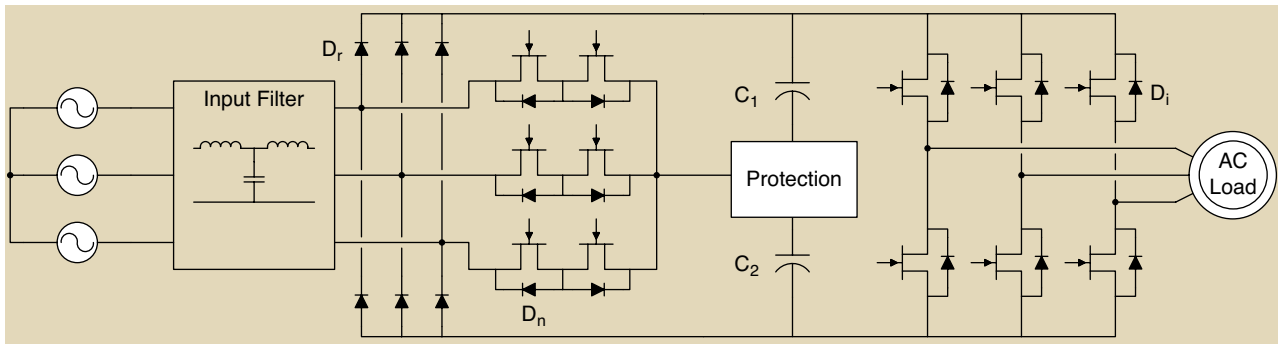 D_r
Input Filter
C_1
D_i
Protection
AC
Load
C_2
D_n